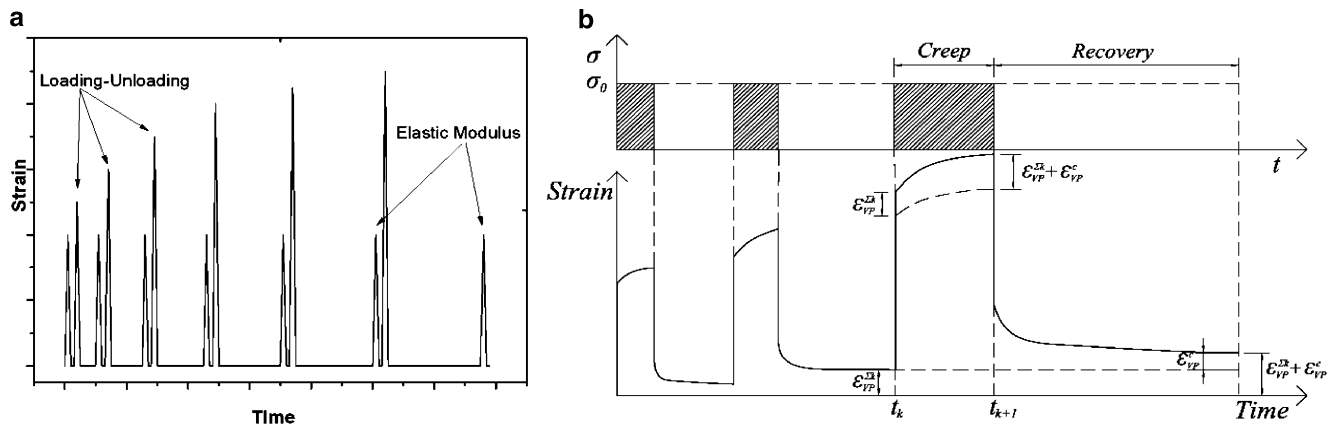 a
Loading-Unloading
Elastic Modulus
Strain
Time
b
σ
σ₀
Creep
Recovery
t
Strain
ε_VP^Σk
ε_VP^Σk + ε_VP^c
ε_VP^Σk
ε_VP^c
ε_VP^Σk + ε_VP^c
t_k
t_{k+1}
Time